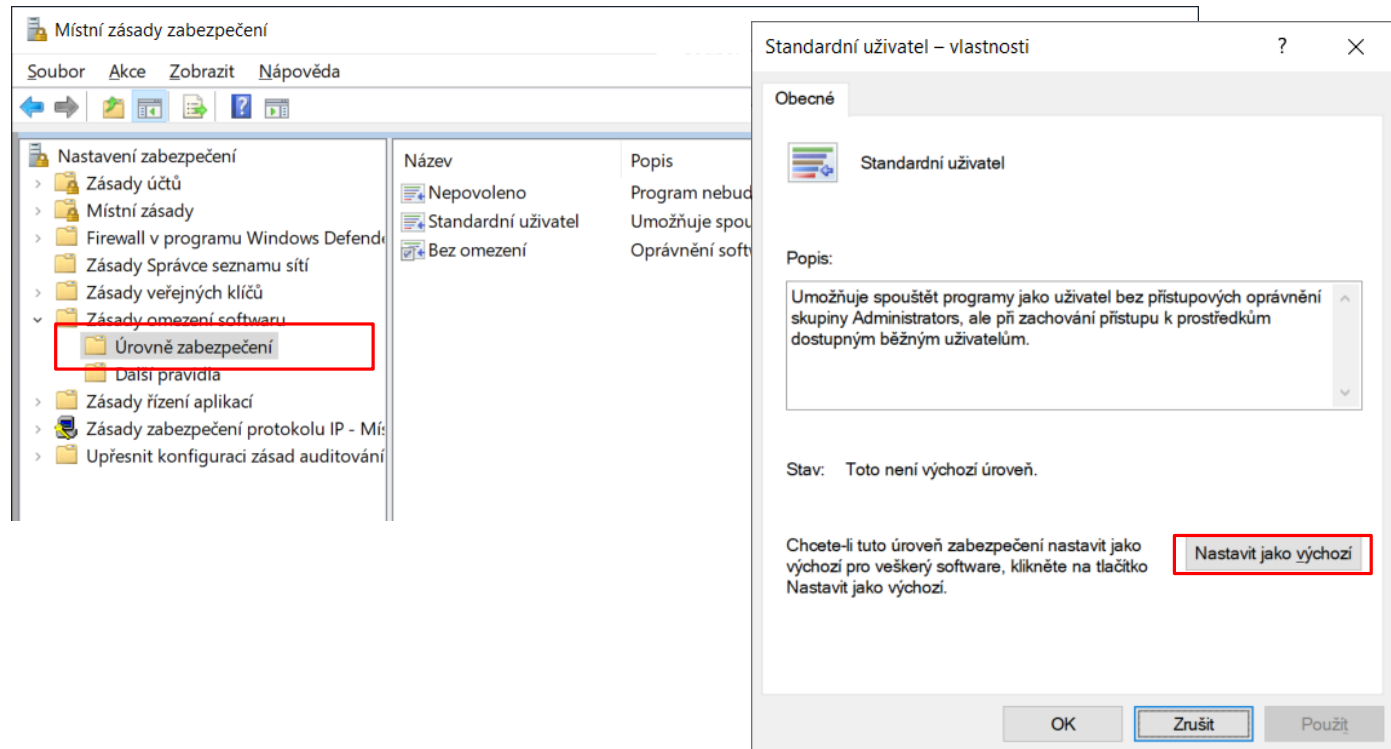 Místní zásady zabezpečení
Soubor Akce Zobrazit Nápověda
Nastavení zabezpečení
Zásady účtů
Místní zásady
Firewall v programu Windows Defende
Zásady Správce seznamu sítí
Zásady veřejných klíčů
Zásady omezení softwaru
Úrovně zabezpečení
Další pravidla
Zásady řízení aplikací
Zásady zabezpečení protokolu IP - Mís
Upřesnit konfiguraci zásad auditování
Název Popis
Nepovoleno Program nebud
Standardní uživatel Umožňuje spou
Bez omezení Oprávnění softw
Standardní uživatel – vlastnosti
Obecné
Standardní uživatel
Popis:
Umožňuje spouštět programy jako uživatel bez přístupových oprávnění
skupiny Administrators, ale při zachování přístupu k prostředkům
dostupným běžným uživatelům.
Stav: Toto není výchozí úroveň.
Chcete-li tuto úroveň zabezpečení nastavit jako
výchozí pro veškerý software, klikněte na tlačítko
Nastavit jako výchozí.
Nastavit jako výchozí
OK Zrušit Použít